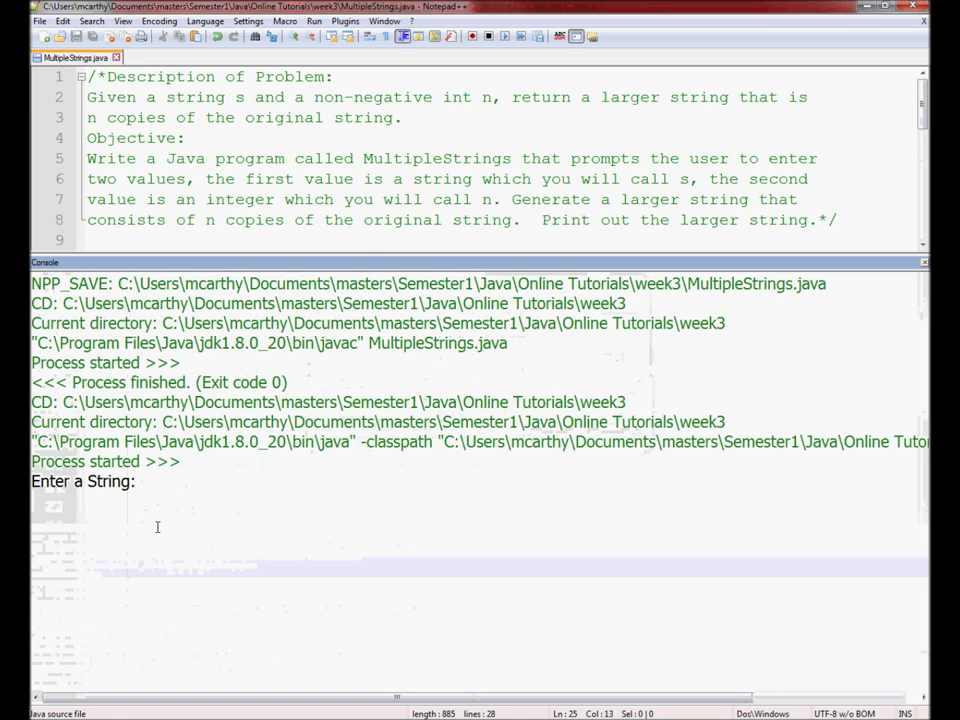 C:\Users\mcarthy\Documents\masters\Semester1\Java\Online Tutorials\week3\MultipleStrings.java - Notepad++
File Edit Search View Encoding Language Settings Macro Run Plugins Window ? X
MultipleStrings.java
1 /*Description of Problem:
2 Given a string s and a non-negative int n, return a larger string that is
3 n copies of the original string.
4 Objective:
5 Write a Java program called MultipleStrings that prompts the user to enter
6 two values, the first value is a string which you will call s, the second
7 value is an integer which you will call n. Generate a larger string that
8 consists of n copies of the original string.  Print out the larger string.*/
9
Console
NPP_SAVE: C:\Users\mcarthy\Documents\masters\Semester1\Java\Online Tutorials\week3\MultipleStrings.java
CD: C:\Users\mcarthy\Documents\masters\Semester1\Java\Online Tutorials\week3
Current directory: C:\Users\mcarthy\Documents\masters\Semester1\Java\Online Tutorials\week3
"C:\Program Files\Java\jdk1.8.0_20\bin\javac" MultipleStrings.java
Process started >>>
<<< Process finished. (Exit code 0)
CD: C:\Users\mcarthy\Documents\masters\Semester1\Java\Online Tutorials\week3
Current directory: C:\Users\mcarthy\Documents\masters\Semester1\Java\Online Tutorials\week3
"C:\Program Files\Java\jdk1.8.0_20\bin\java" -classpath "C:\Users\mcarthy\Documents\masters\Semester1\Java\Online Tutor
Process started >>>
Enter a String:
Java source file length : 885 lines : 28 Ln : 25 Col : 13 Sel : 0 | 0 Dos\Windows UTF-8 w/o BOM INS